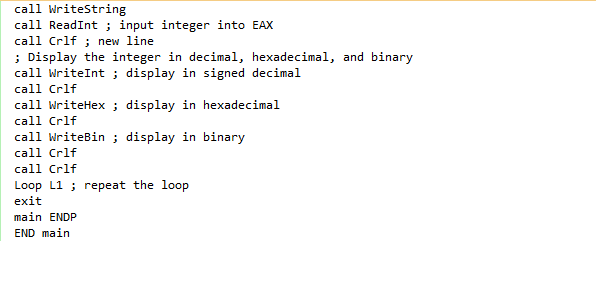 call WriteString
call ReadInt ; input integer into EAX
call Crlf ; new line
; Display the integer in decimal, hexadecimal, and binary
call WriteInt ; display in signed decimal
call Crlf
call WriteHex ; display in hexadecimal
call Crlf
call WriteBin ; display in binary
call Crlf
call Crlf
Loop L1 ; repeat the loop
exit
main ENDP
END main